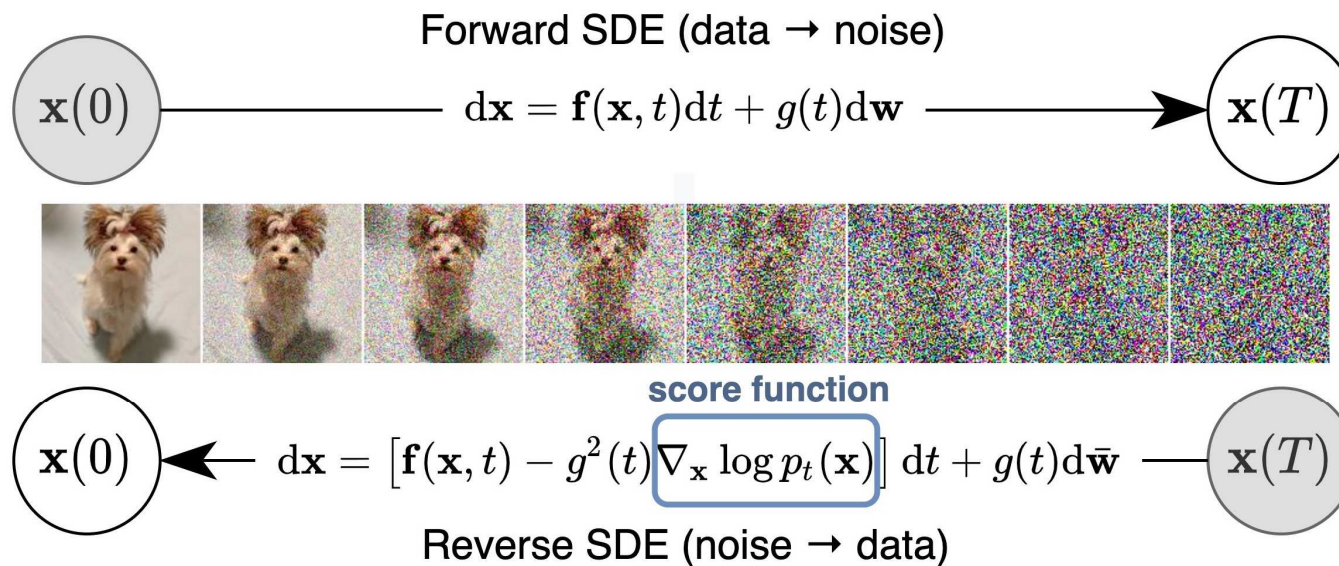 Forward SDE (data → noise)
x(0) dx = f(x, t)dt + g(t)dw x(T)
score function
x(0) dx = [f(x, t) − g²(t)∇ₓ log pₜ(x)] dt + g(t)dw̄ x(T)
Reverse SDE (noise → data)